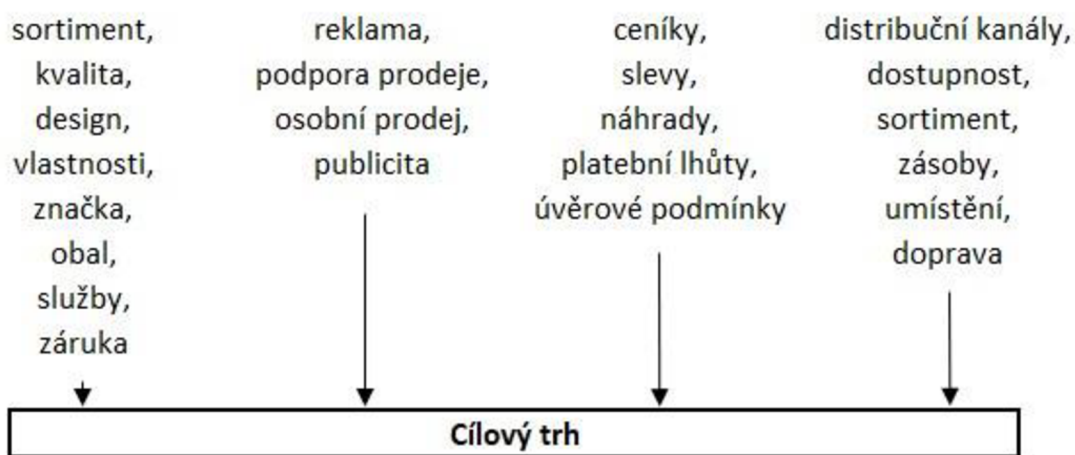 sortiment,
kvalita,
design,
vlastnosti,
značka,
obal,
služby,
záruka
reklama,
podpora prodeje,
osobní prodej,
publicita
ceníky,
slevy,
náhrady,
platební lhůty,
úvěrové podmínky
distribuční kanály,
dostupnost,
sortiment,
zásoby,
umístění,
doprava
Cílový trh